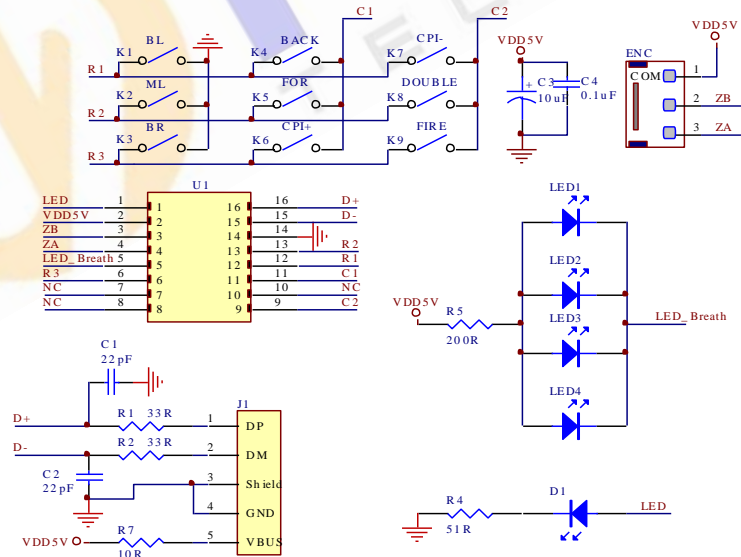 C1 C2
BL BACK CPI- VDD5V VDD5V
K1 K4 K7 ENC
R1
ML FOR DOUBLE C3 C4 COM 1
K2 K5 K8 10uF 0.1uF
+
R2 2 ZB
BR CPI+ FIRE
K3 K6 K9 3 ZA
R3
U1
LED 1 1 16 16 D+
VDD5V 2 2 15 15 D-
ZB 3 3 14 14
ZA 4 4 13 13 R2
LED_Breath 5 5 12 12 R1
R3 6 6 11 11 C1
NC 7 7 10 10 NC
NC 8 8 9 9 C2
LED1
LED2
VDD5V R5 LED3 LED_Breath
200R
LED4
C1
22pF
J1
D+ R1 33R 1 DP
D- R2 33R 2 DM
C2 3 Shield
22pF
4 GND
R7
VDD5V 5 VBUS
10R
R4 D1 LED
51R
TEL